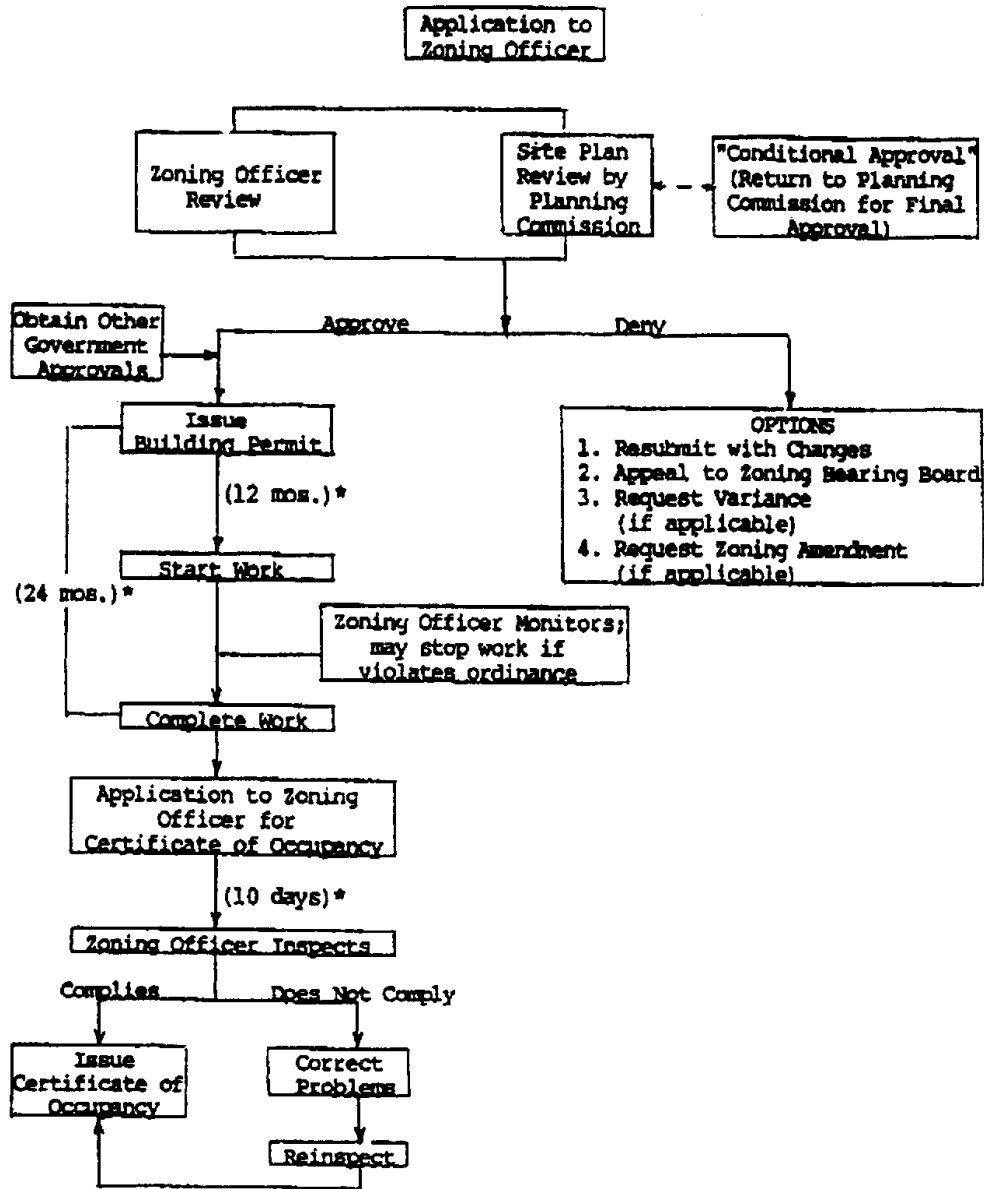 Application to
Zoning Officer
Zoning Officer
Review
Site Plan
Review by
Planning
Commission
"Conditional Approval"
(Return to Planning
Commission for Final
Approval)
Obtain Other
Government
Approvals
Approve
Deny
Issue
Building Permit
OPTIONS
1. Resubmit with Changes
2. Appeal to Zoning Hearing Board
3. Request Variance
(if applicable)
4. Request Zoning Amendment
(if applicable)
(12 mos.)*
Start Work
(24 mos.)*
Zoning Officer Monitors;
may stop work if
violates ordinance
Complete Work
Application to Zoning
Officer for
Certificate of Occupancy
(10 days)*
Zoning Officer Inspects
Complies
Does Not Comply
Issue
Certificate of
Occupancy
Correct
Problems
Reinspect